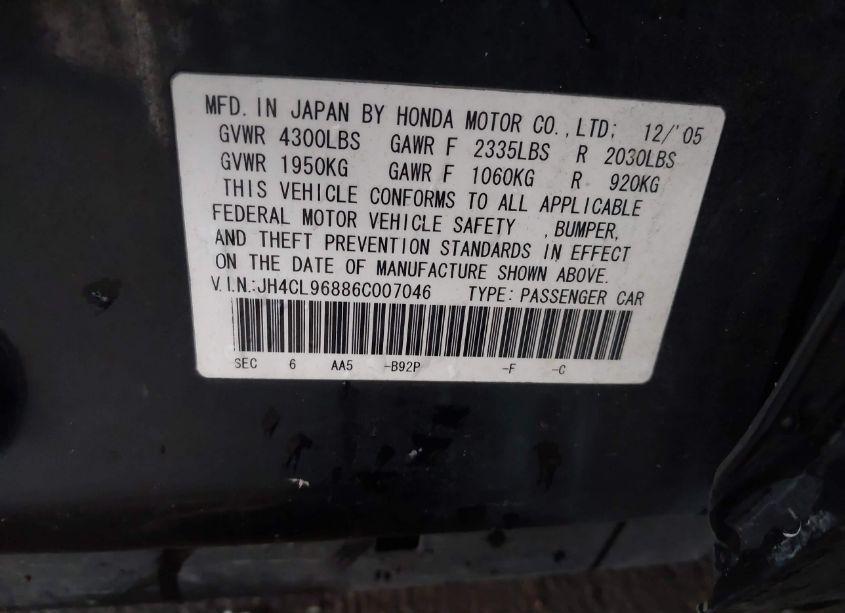 MFD. IN JAPAN BY HONDA MOTOR CO., LTD; 12/'05
GVWR 4300LBS GAWR F 2335LBS R 2030LBS
GVWR 1950KG GAWR F 1060KG R 920KG
THIS VEHICLE CONFORMS TO ALL APPLICABLE
FEDERAL MOTOR VEHICLE SAFETY , BUMPER,
AND THEFT PREVENTION STANDARDS IN EFFECT
ON THE DATE OF MANUFACTURE SHOWN ABOVE.
V.I.N.:JH4CL96886C007046 TYPE: PASSENGER CAR
SEC 6 AA5 -B92P -F -C